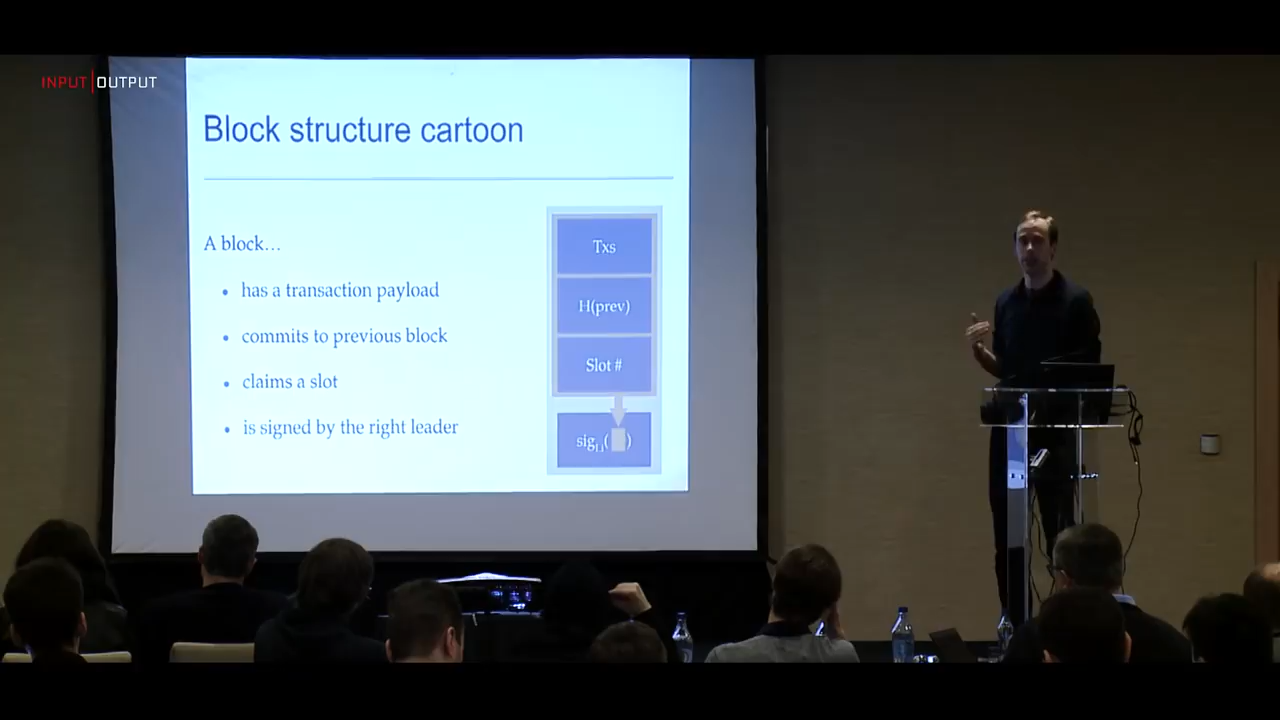 INPUT|OUTPUT
Block structure cartoon
A block…
• has a transaction payload
• commits to previous block
• claims a slot
• is signed by the right leader
Txs
H(prev)
Slot #
sig ( )